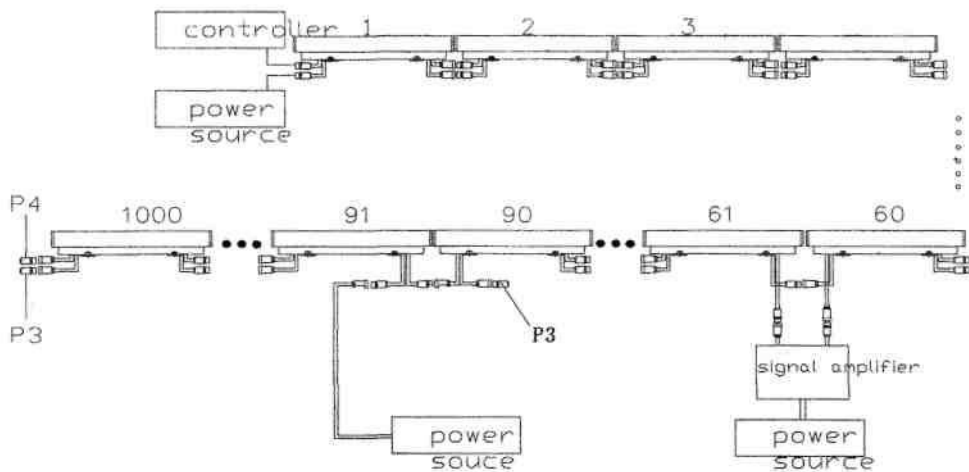 controller 1 2 3
power
source
P4
1000 91 90 61 60
P3
P3
signal amplifier
power
souce
power
source